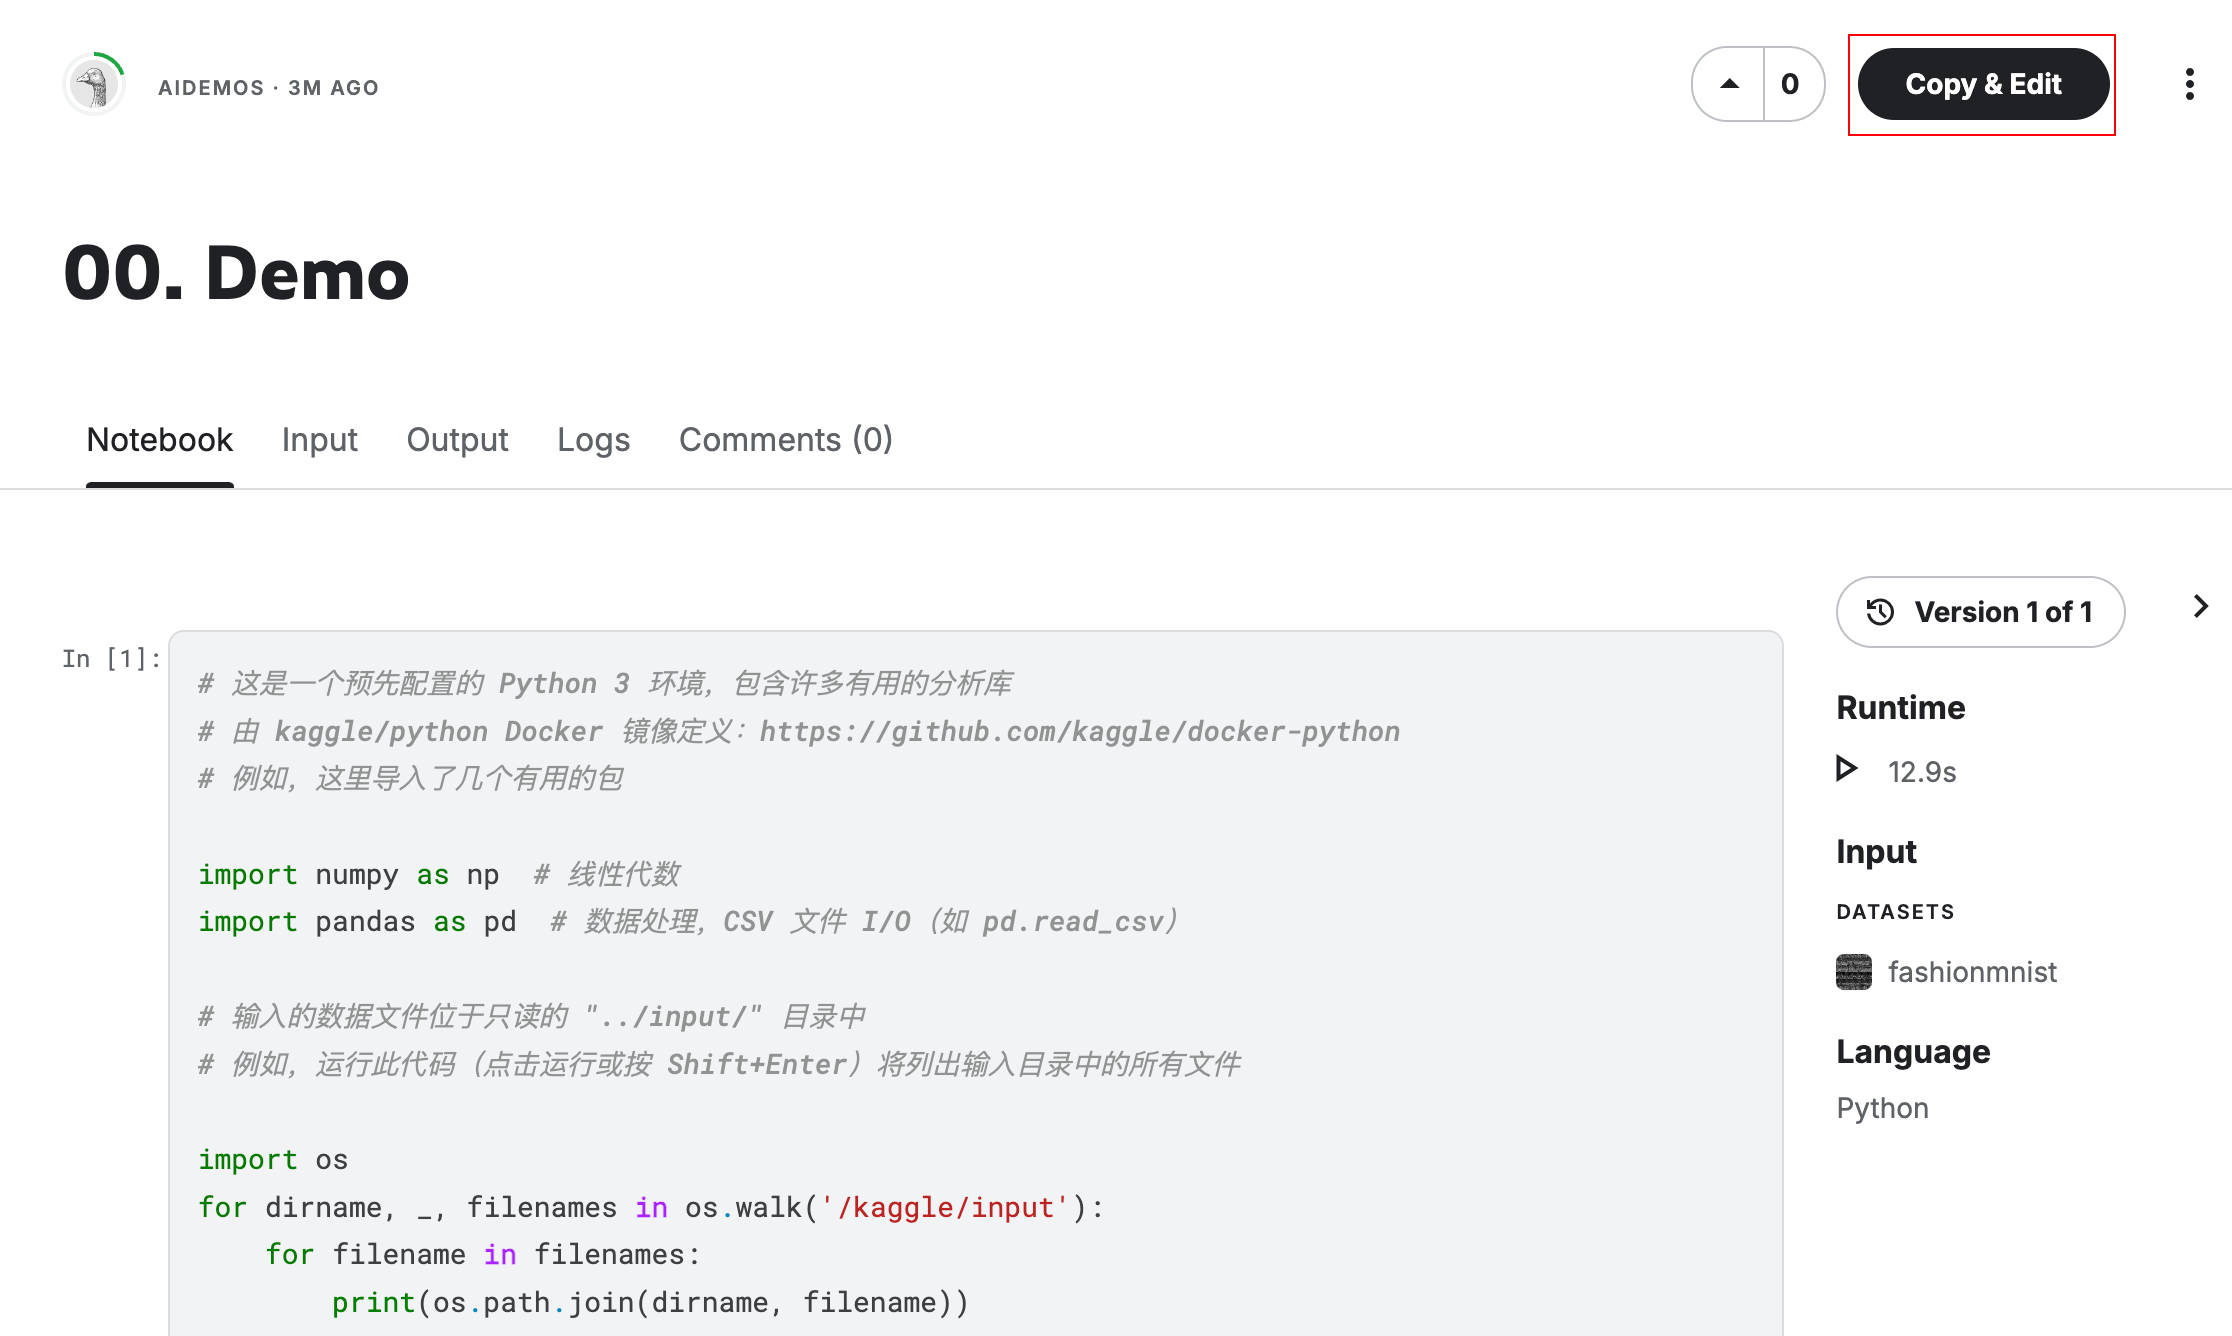 AIDEMOS · 3M AGO
0
Copy & Edit
00. Demo
Notebook Input Output Logs Comments (0)
Version 1 of 1
Runtime
12.9s
Input
DATASETS
fashionmnist
Language
Python
In [1]:
# 这是一个预先配置的 Python 3 环境，包含许多有用的分析库
# 由 kaggle/python Docker 镜像定义：https://github.com/kaggle/docker-python
# 例如，这里导入了几个有用的包
import numpy as np  # 线性代数
import pandas as pd  # 数据处理，CSV 文件 I/O（如 pd.read_csv）
# 输入的数据文件位于只读的 "../input/" 目录中
# 例如，运行此代码（点击运行或按 Shift+Enter）将列出输入目录中的所有文件
import os
for dirname, _, filenames in os.walk('/kaggle/input'):
    for filename in filenames:
        print(os.path.join(dirname, filename))